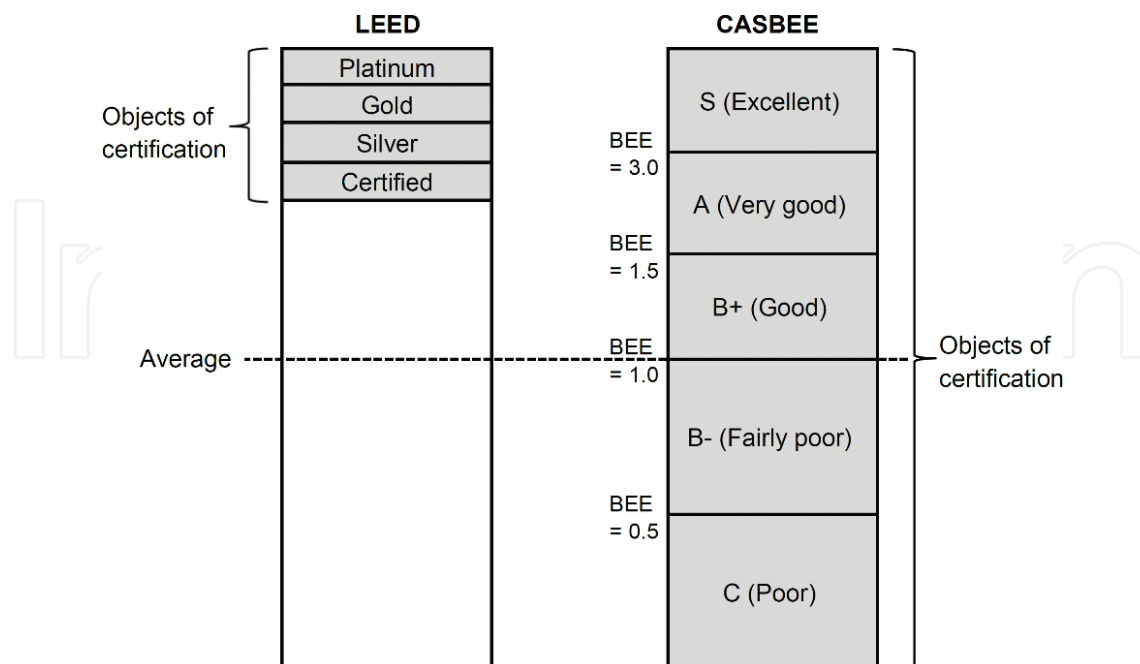 LEED
CASBEE
Platinum
Gold
Silver
Certified
Objects of
certification
S (Excellent)
BEE
= 3.0
A (Very good)
BEE
= 1.5
B+ (Good)
Average
BEE
= 1.0
Objects of
certification
B- (Fairly poor)
BEE
= 0.5
C (Poor)